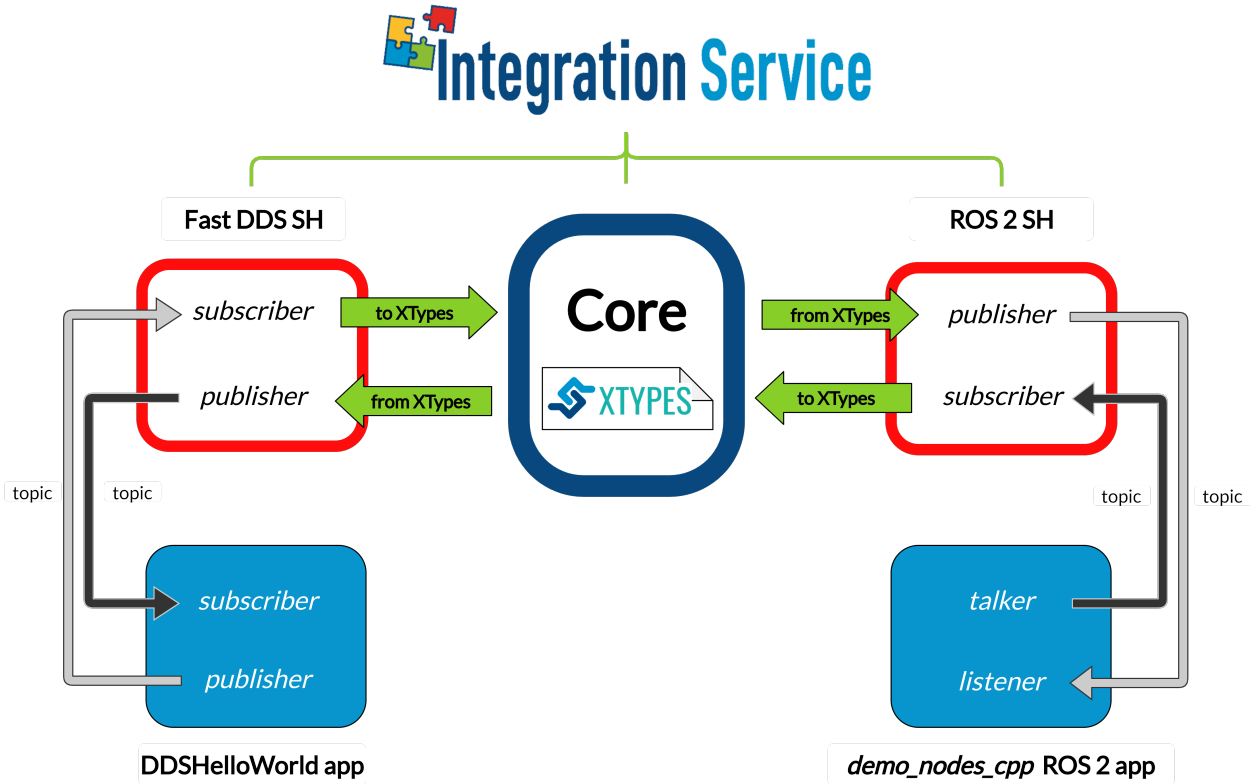 Integration Service
Fast DDS SH
ROS 2 SH
subscriber
to XTypes
Core
from XTypes
publisher
publisher
from XTypes
XTYPES
to XTypes
subscriber
topic
topic
topic
topic
subscriber
talker
publisher
listener
DDSHelloWorld app
demo_nodes_cpp ROS 2 app